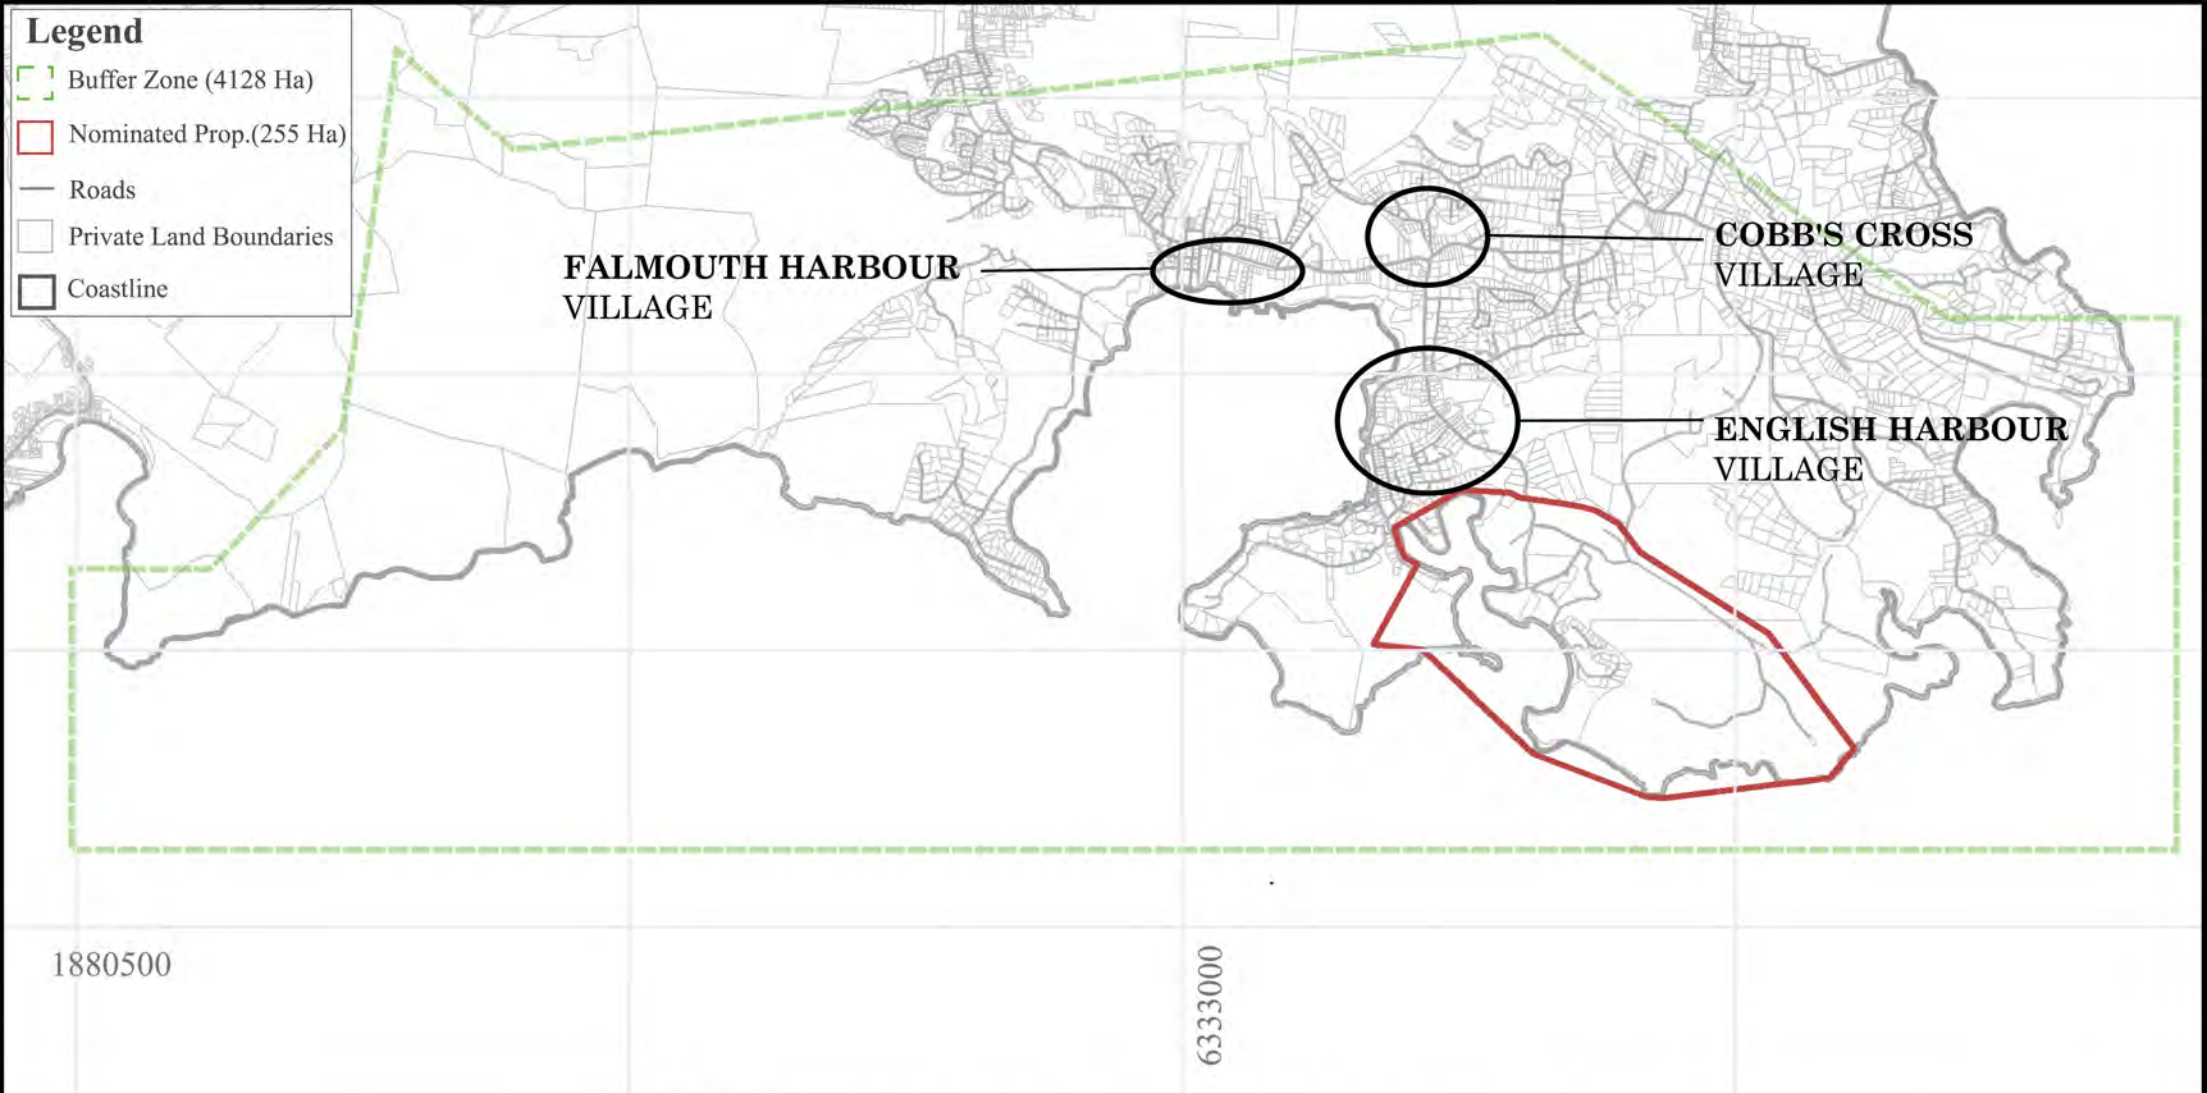 Legend
Buffer Zone (4128 Ha)
Nominated Prop.(255 Ha)
Roads
Private Land Boundaries
Coastline
FALMOUTH HARBOUR
VILLAGE
COBB'S CROSS
VILLAGE
ENGLISH HARBOUR
VILLAGE
1880500
6333000